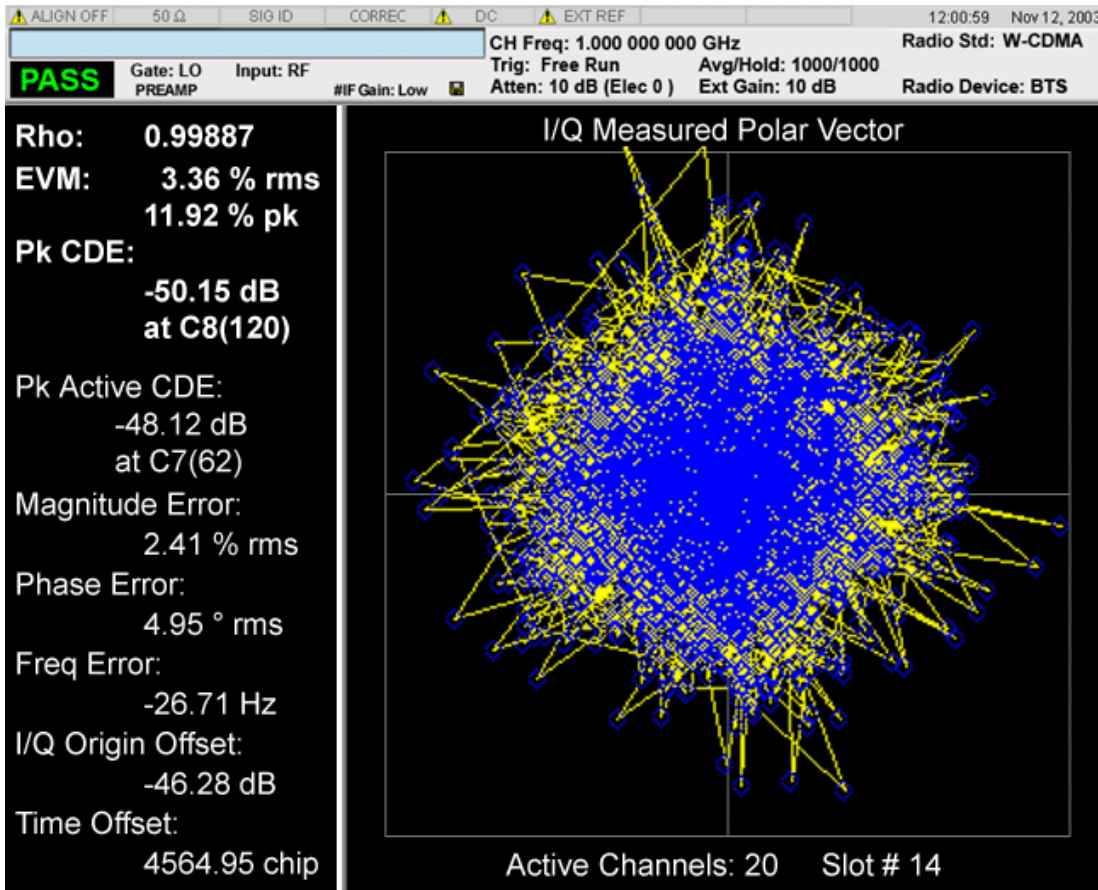 ALIGN OFF 50 Ω SIG ID CORREC DC EXT REF 12:00:59 Nov 12, 2003
CH Freq: 1.000 000 000 GHz Radio Std: W-CDMA
PASS Gate: LO Input: RF Trig: Free Run Avg/Hold: 1000/1000
PREAMP #IF Gain: Low Atten: 10 dB (Elec 0 ) Ext Gain: 10 dB Radio Device: BTS
I/Q Measured Polar Vector
Rho: 0.99887
EVM: 3.36 % rms
11.92 % pk
Pk CDE:
-50.15 dB
at C8(120)
Pk Active CDE:
-48.12 dB
at C7(62)
Magnitude Error:
2.41 % rms
Phase Error:
4.95 ° rms
Freq Error:
-26.71 Hz
I/Q Origin Offset:
-46.28 dB
Time Offset:
4564.95 chip
Active Channels: 20 Slot # 14